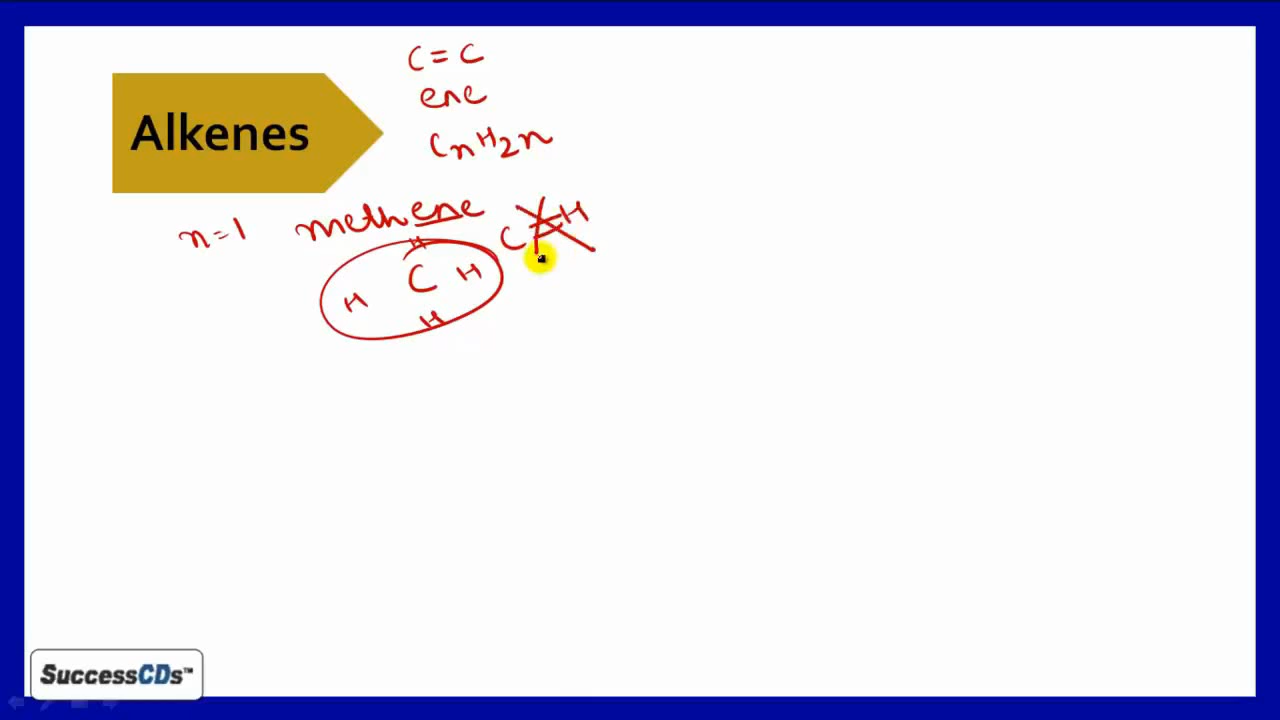 C=C
Alkenes
ene
CnH2n
n=1 methene
C=H
H
H C H
H
SuccessCDs™